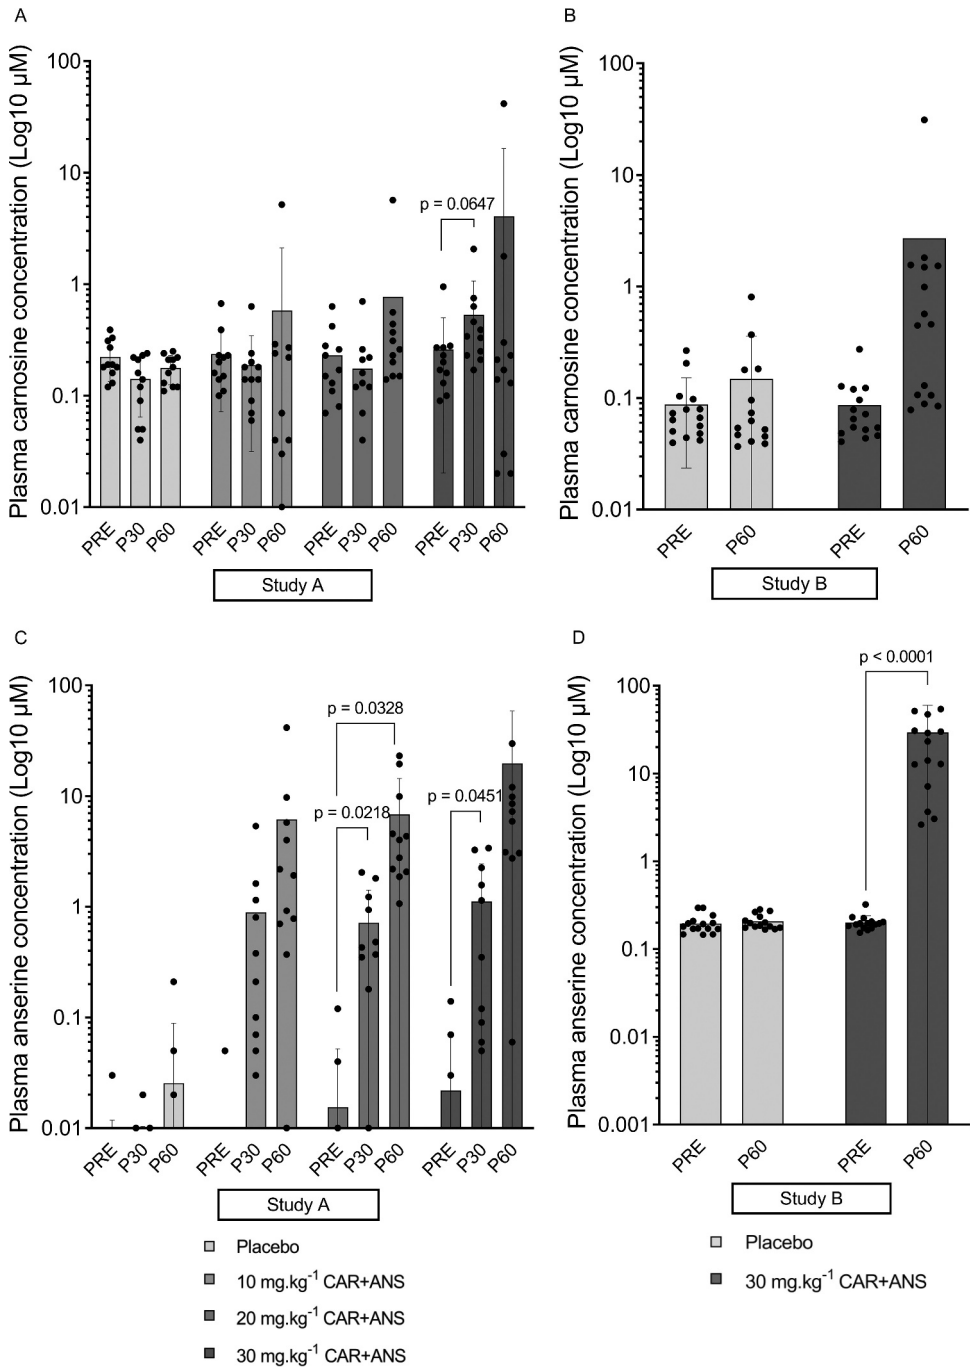 A
Plasma carnosine concentration (Log10 µM)
100
10
1
0.1
0.01
p = 0.0647
PRE
P30
P60
PRE
P30
P60
PRE
P30
P60
PRE
P30
P60
Study A
B
Plasma carnosine concentration (Log10 µM)
100
10
1
0.1
0.01
PRE
P60
PRE
P60
Study B
C
Plasma anserine concentration (Log10 µM)
100
10
1
0.1
0.01
p = 0.0328
p = 0.0218
p = 0.0451
PRE
P30
P60
PRE
P30
P60
PRE
P30
P60
PRE
P30
P60
Study A
Placebo
10 mg.kg⁻¹ CAR+ANS
20 mg.kg⁻¹ CAR+ANS
30 mg.kg⁻¹ CAR+ANS
D
Plasma anserine concentration (Log10 µM)
100
10
1
0.1
0.01
0.001
p < 0.0001
PRE
P60
PRE
P60
Study B
Placebo
30 mg.kg⁻¹ CAR+ANS